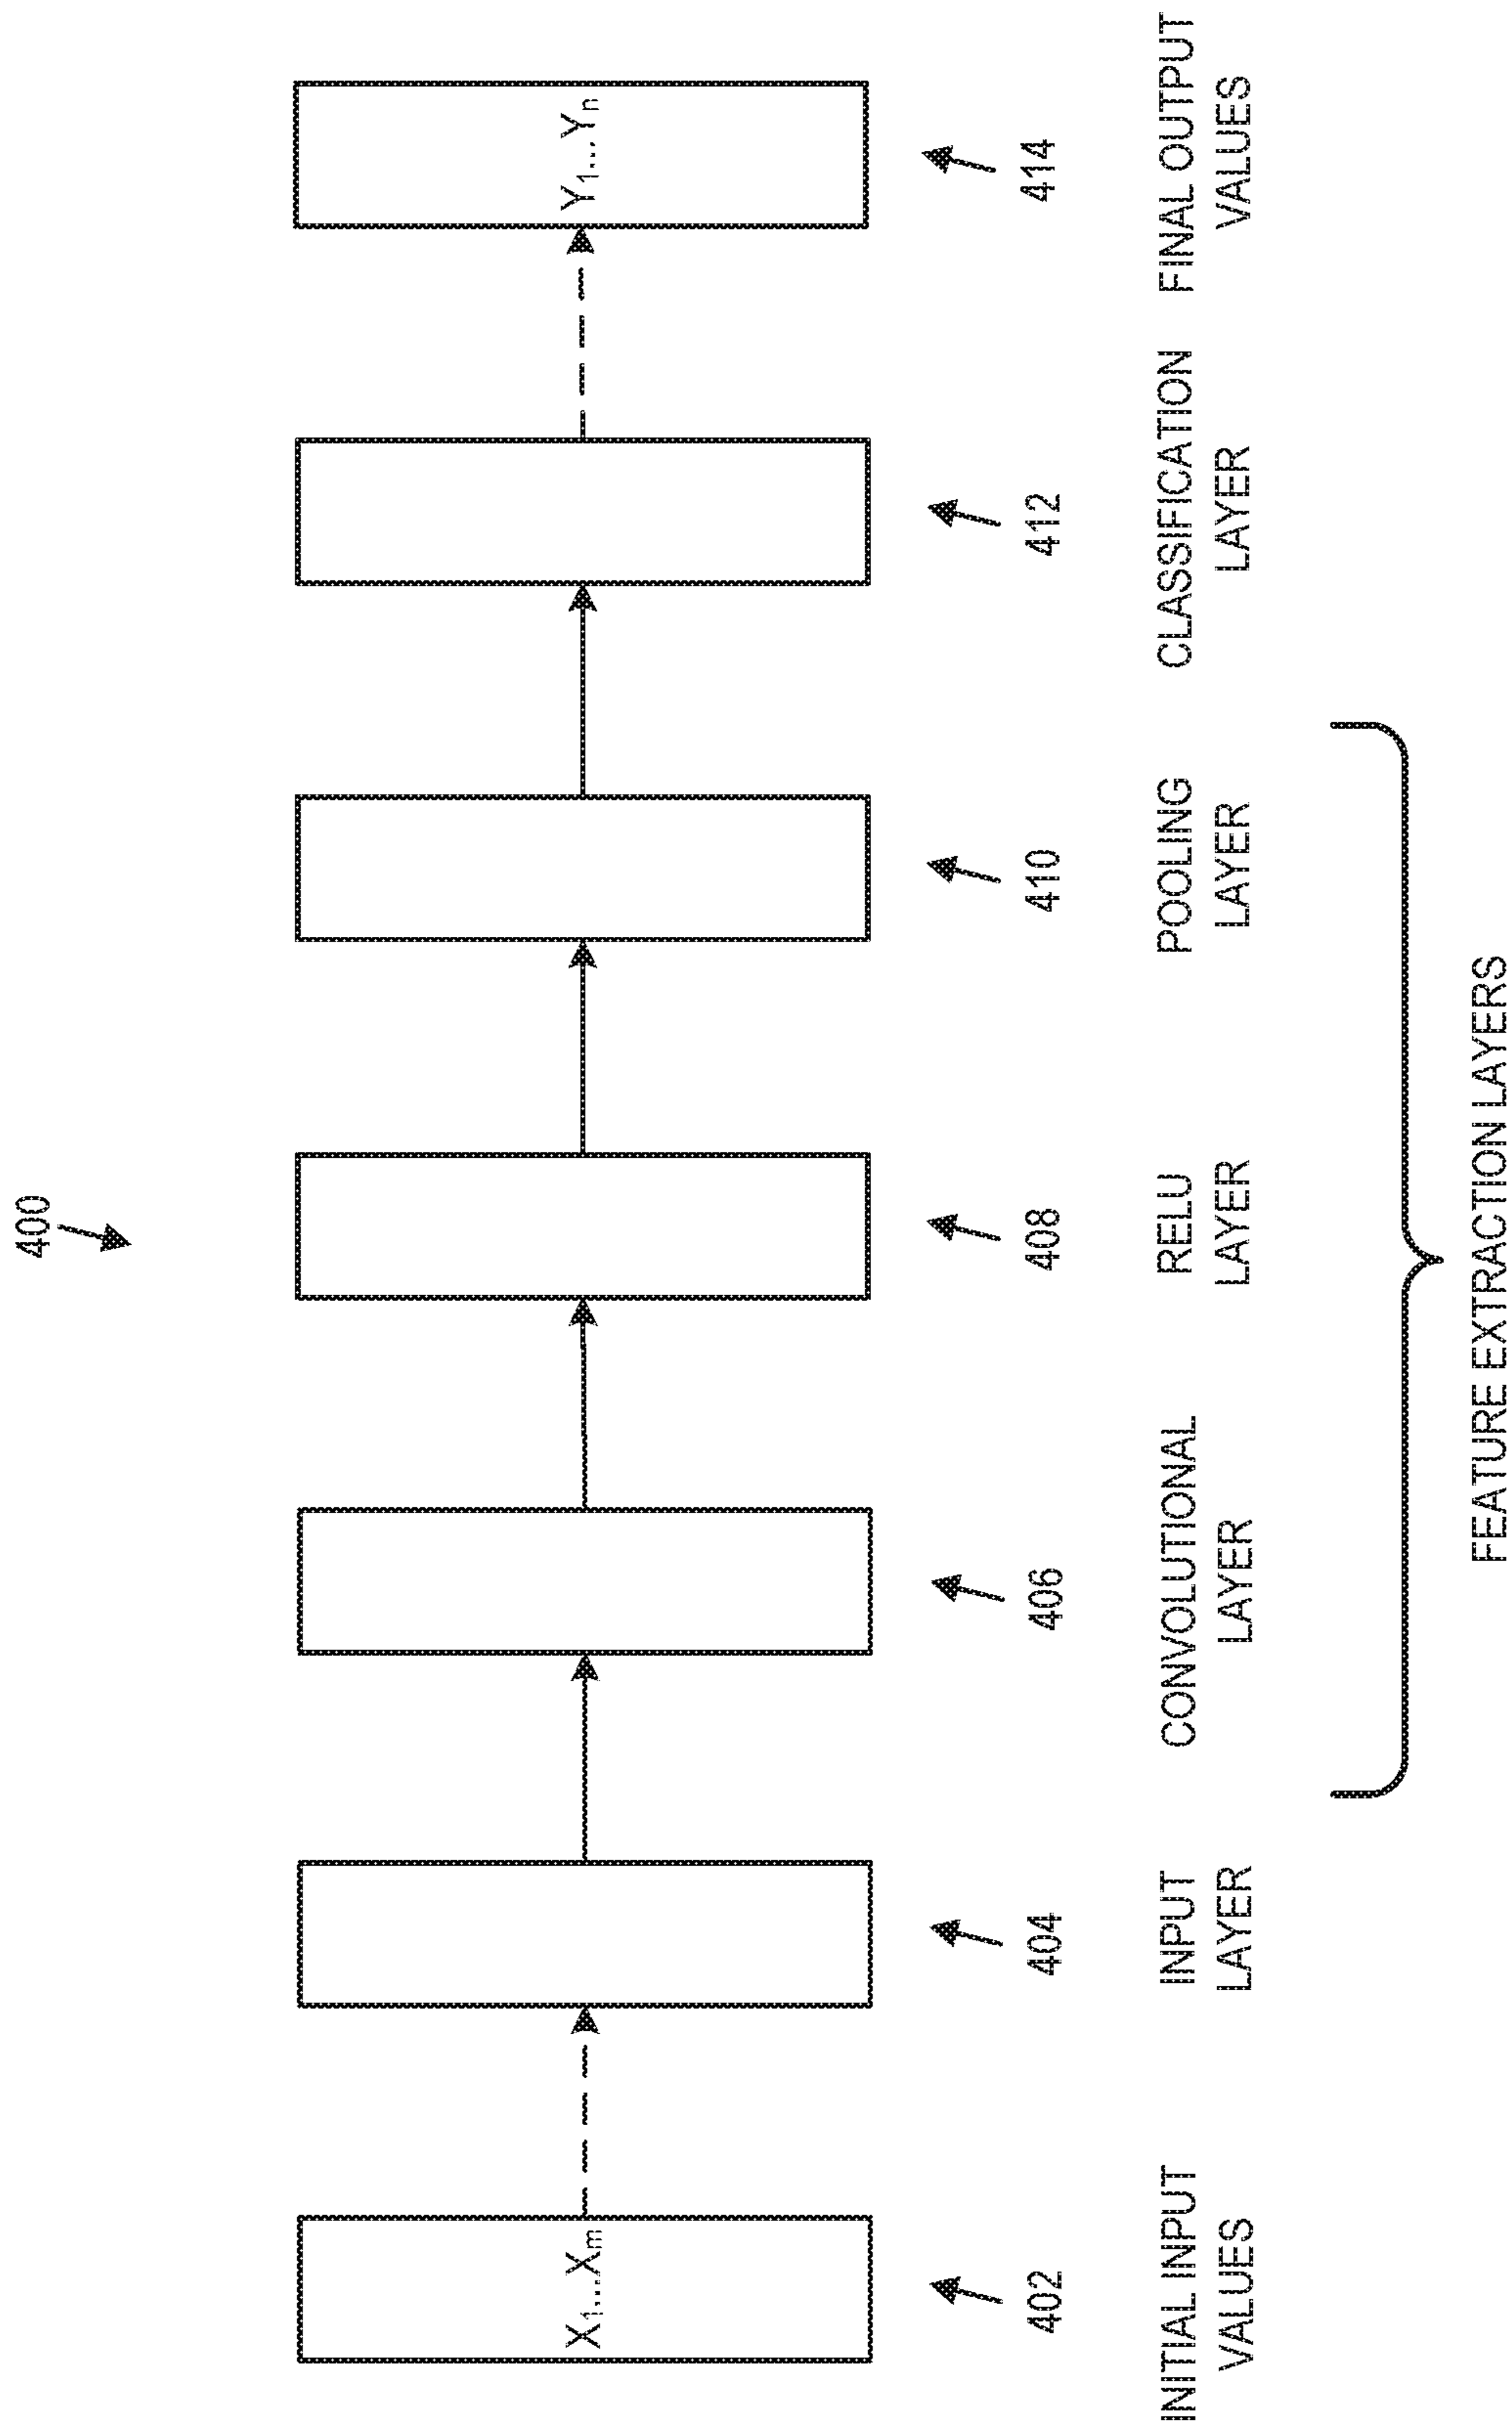 400
X1...Xm
Y1...Yn
402
404
406
408
410
412
414
INITIAL INPUT
VALUES
INPUT
LAYER
CONVOLUTIONAL
LAYER
RELU
LAYER
POOLING
LAYER
CLASSIFICATION
LAYER
FINAL OUTPUT
VALUES
FEATURE EXTRACTION LAYERS